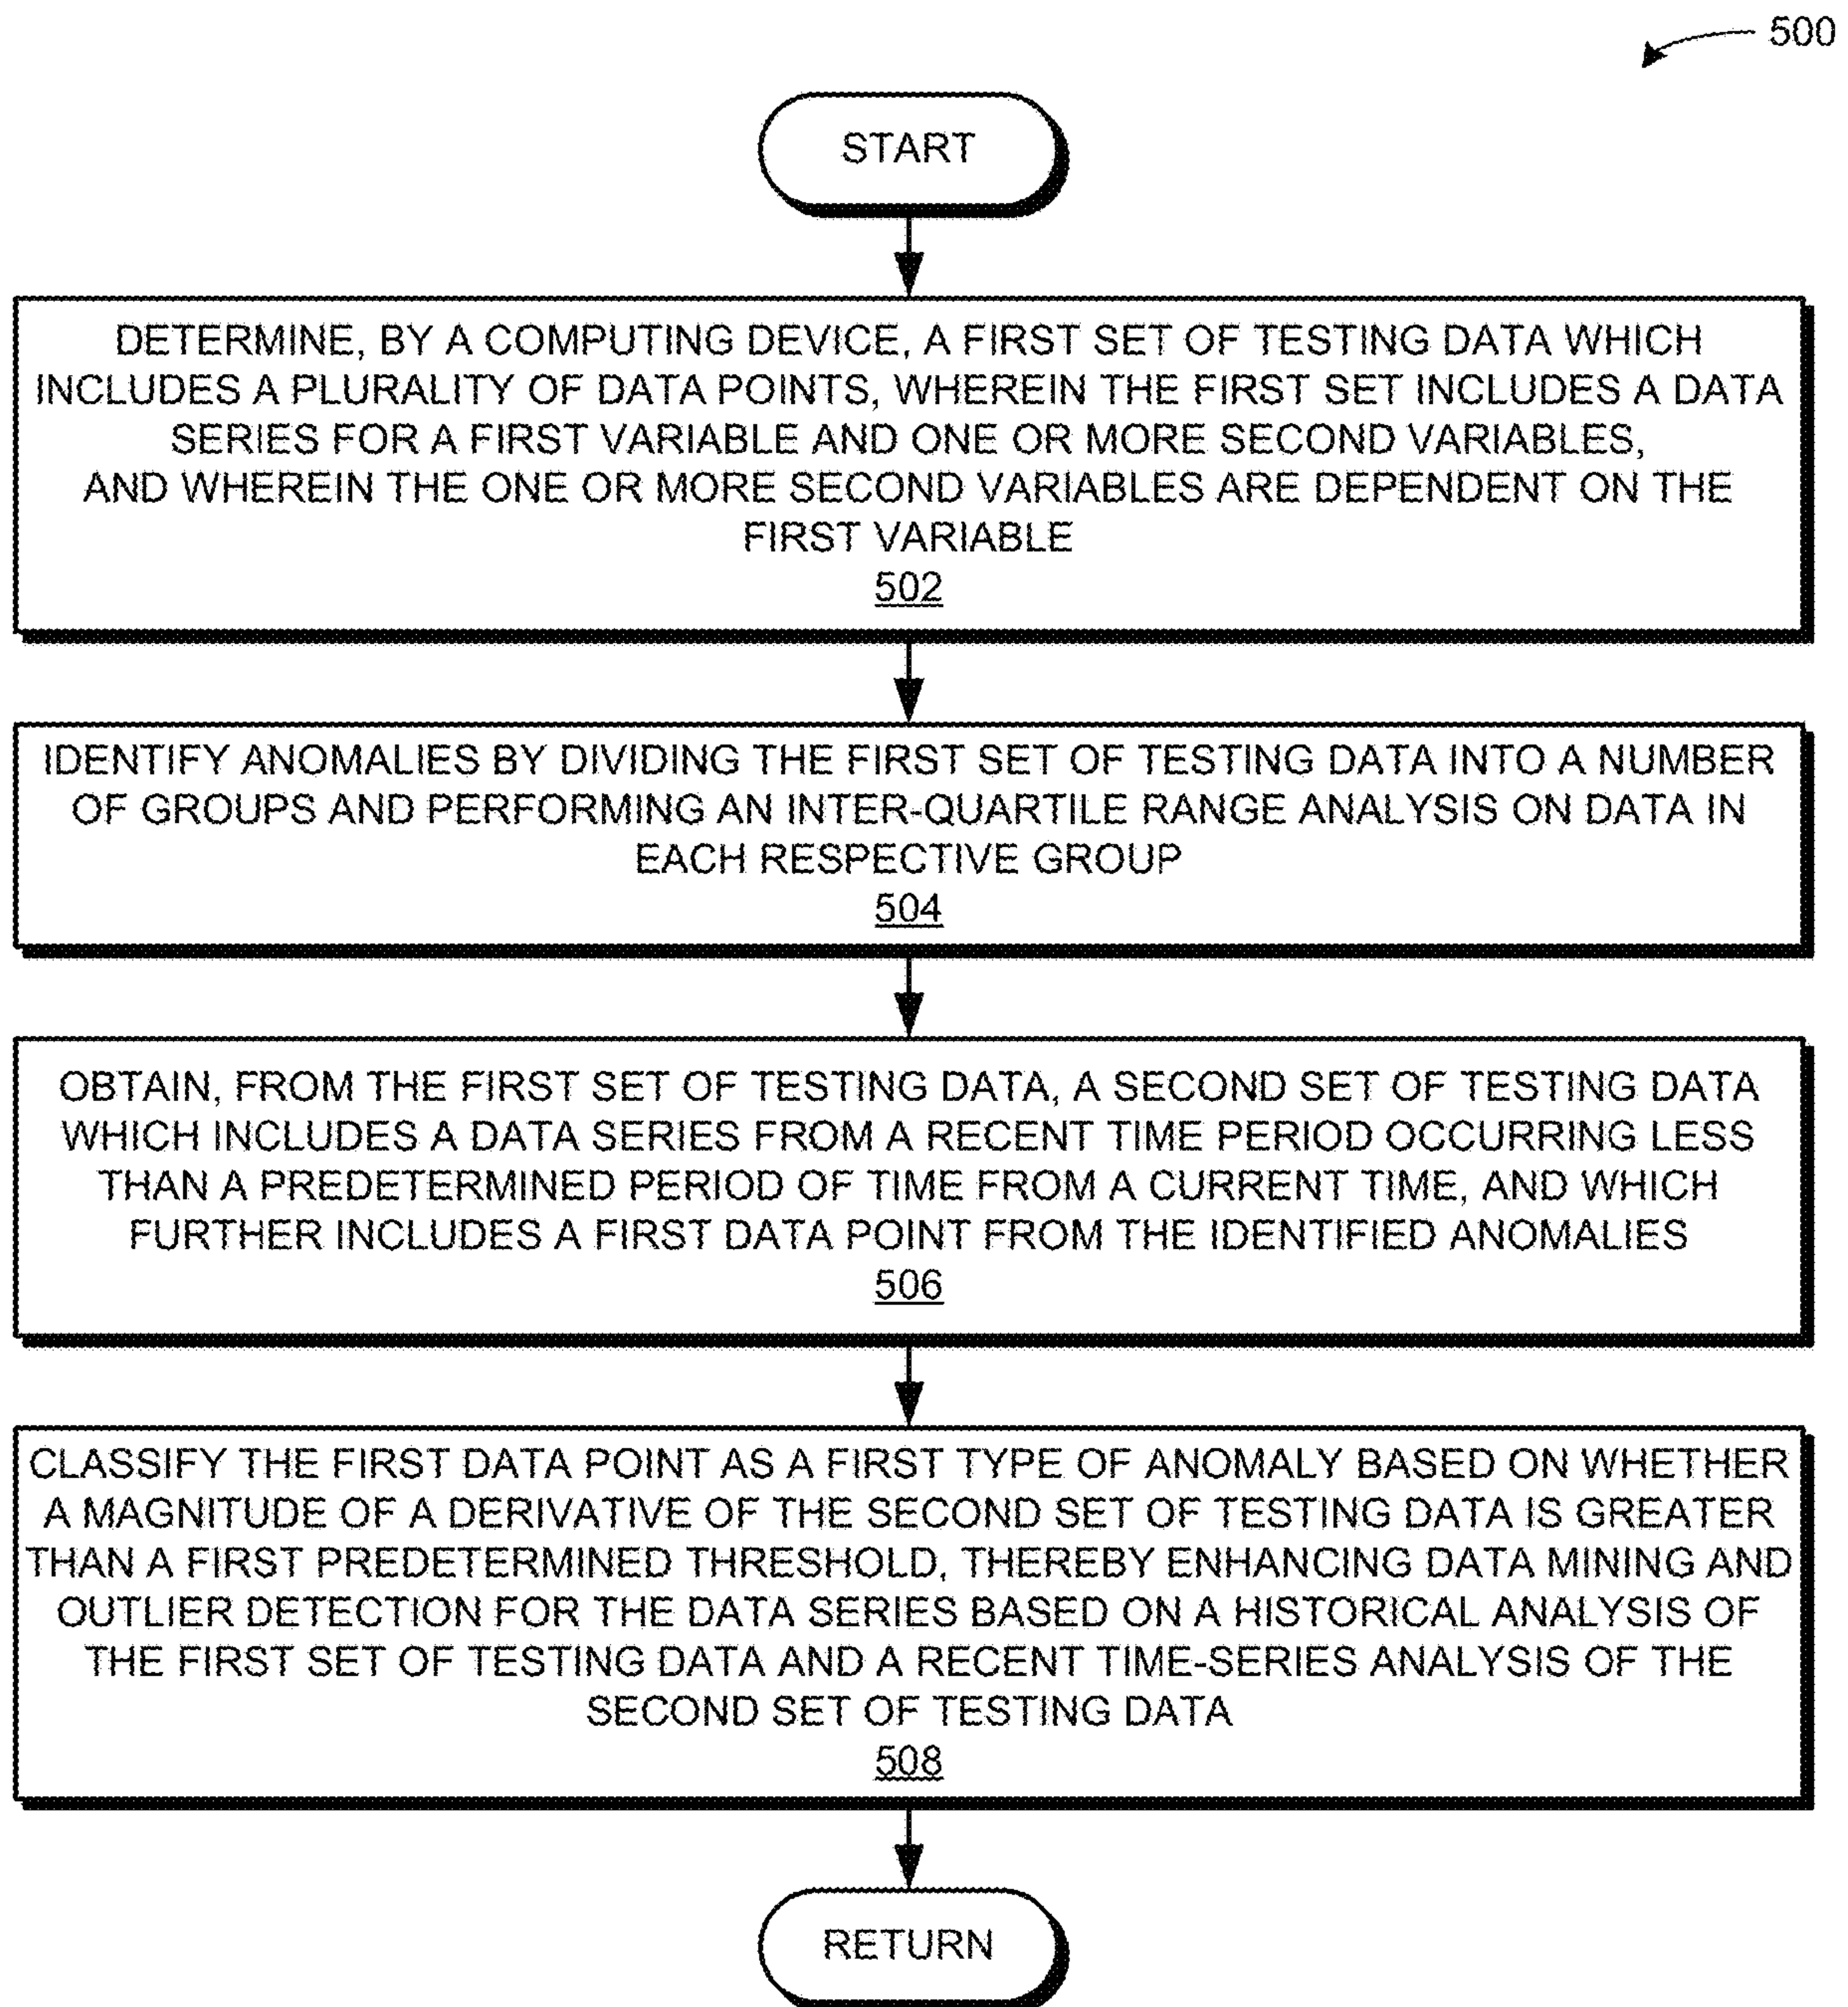 500
START
DETERMINE, BY A COMPUTING DEVICE, A FIRST SET OF TESTING DATA WHICH
INCLUDES A PLURALITY OF DATA POINTS, WHEREIN THE FIRST SET INCLUDES A DATA
SERIES FOR A FIRST VARIABLE AND ONE OR MORE SECOND VARIABLES,
AND WHEREIN THE ONE OR MORE SECOND VARIABLES ARE DEPENDENT ON THE
FIRST VARIABLE
502
IDENTIFY ANOMALIES BY DIVIDING THE FIRST SET OF TESTING DATA INTO A NUMBER
OF GROUPS AND PERFORMING AN INTER-QUARTILE RANGE ANALYSIS ON DATA IN
EACH RESPECTIVE GROUP
504
OBTAIN, FROM THE FIRST SET OF TESTING DATA, A SECOND SET OF TESTING DATA
WHICH INCLUDES A DATA SERIES FROM A RECENT TIME PERIOD OCCURRING LESS
THAN A PREDETERMINED PERIOD OF TIME FROM A CURRENT TIME, AND WHICH
FURTHER INCLUDES A FIRST DATA POINT FROM THE IDENTIFIED ANOMALIES
506
CLASSIFY THE FIRST DATA POINT AS A FIRST TYPE OF ANOMALY BASED ON WHETHER
A MAGNITUDE OF A DERIVATIVE OF THE SECOND SET OF TESTING DATA IS GREATER
THAN A FIRST PREDETERMINED THRESHOLD, THEREBY ENHANCING DATA MINING AND
OUTLIER DETECTION FOR THE DATA SERIES BASED ON A HISTORICAL ANALYSIS OF
THE FIRST SET OF TESTING DATA AND A RECENT TIME-SERIES ANALYSIS OF THE
SECOND SET OF TESTING DATA
508
RETURN